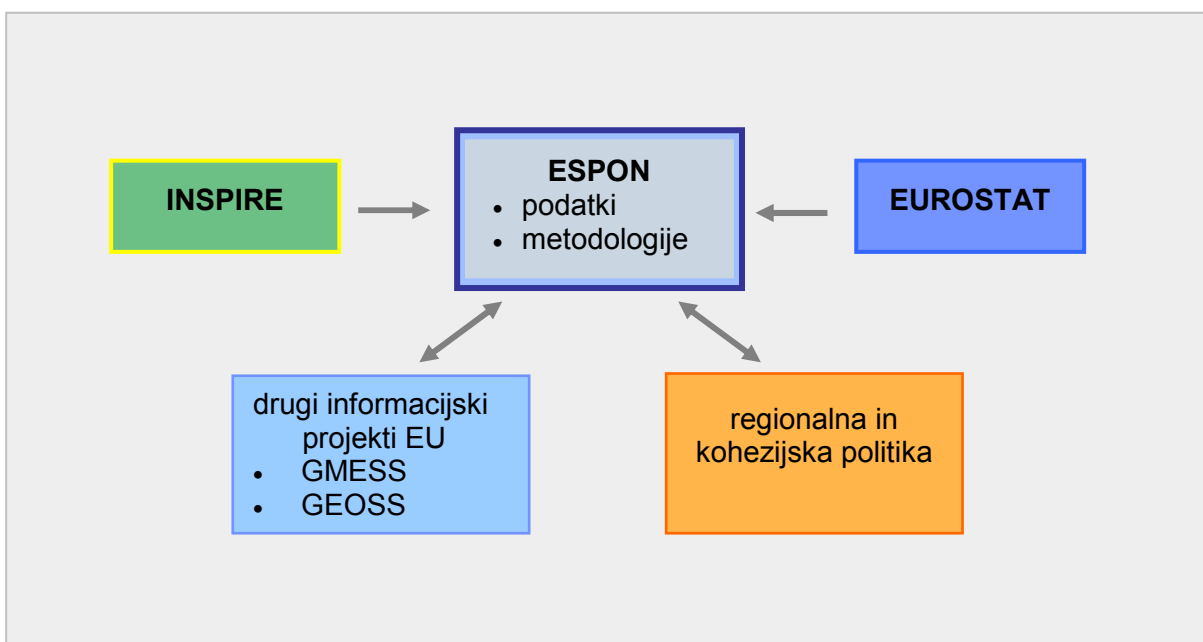 INSPIRE
ESPON
• podatki
• metodologije
EUROSTAT
drugi informacijski
projekti EU
• GMESS
• GEOSS
regionalna in
kohezijska politika